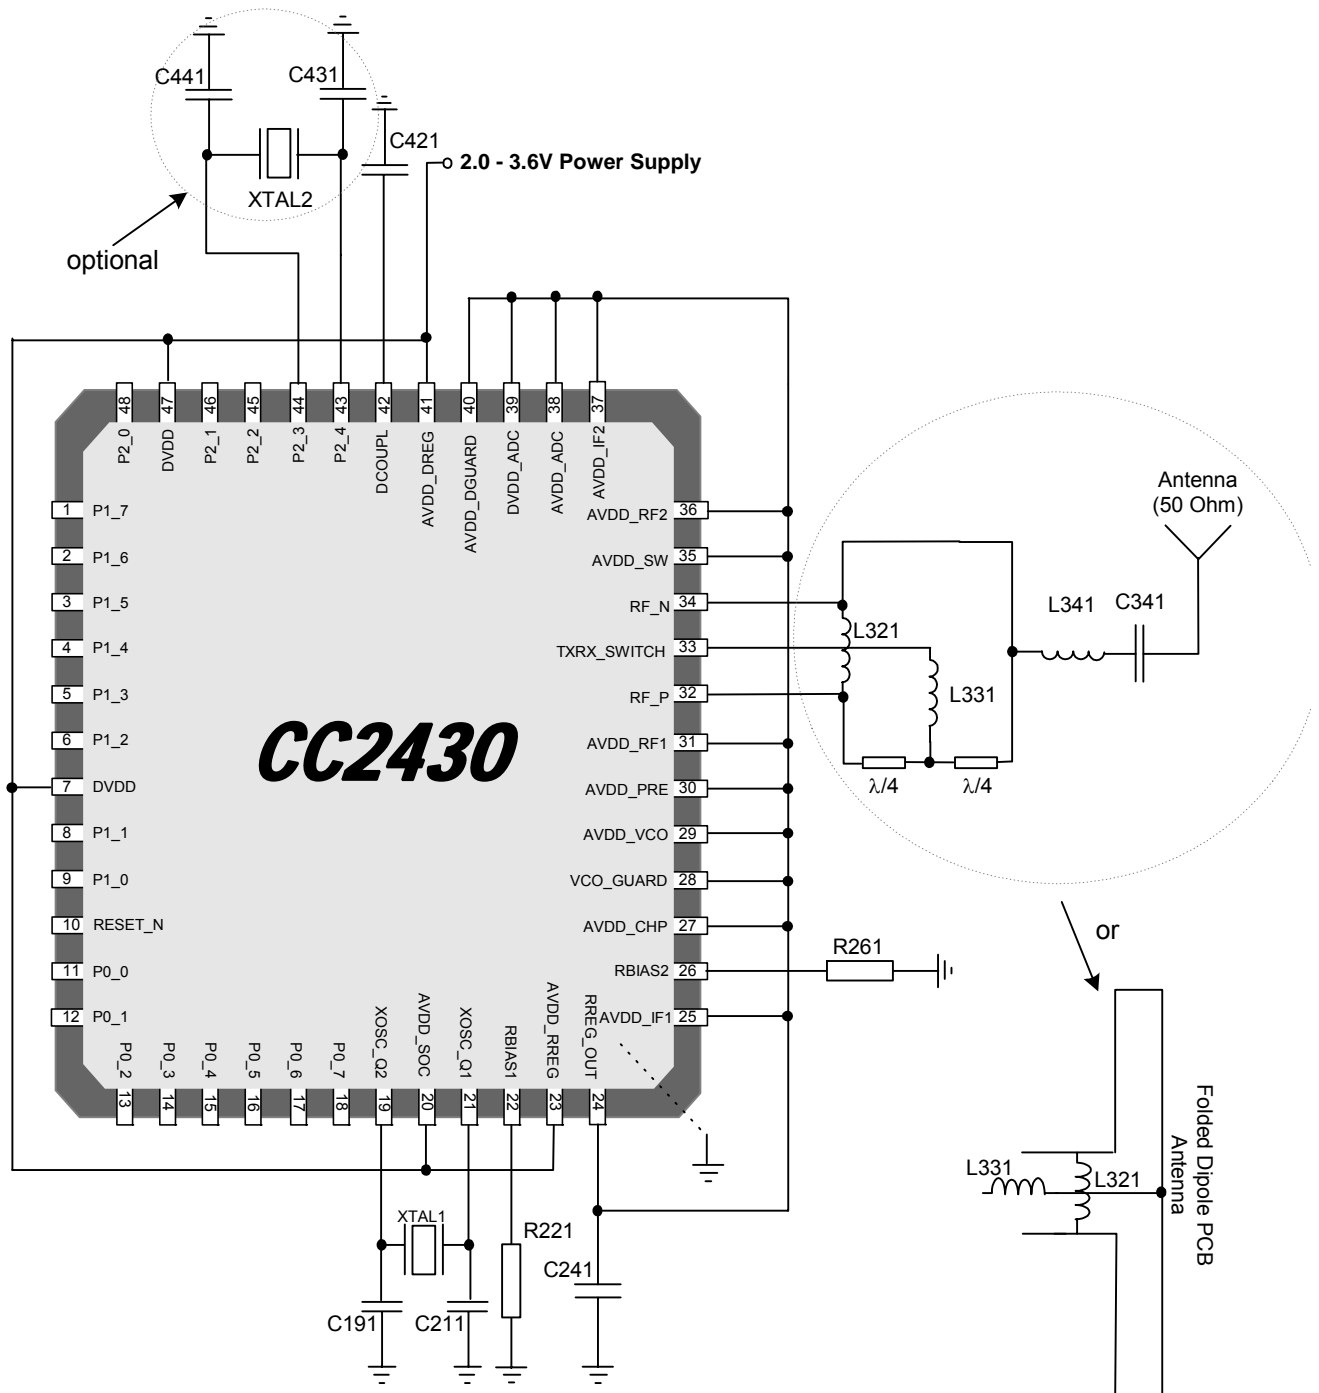 C441
C431
C421
2.0 - 3.6V Power Supply
XTAL2
optional
48
47
46
45
44
43
42
41
40
39
38
37
P2_0
DVDD
P2_1
P2_2
P2_3
P2_4
DCOUPL
AVDD_DREG
AVDD_DGUARD
DVDD_ADC
AVDD_ADC
AVDD_IF2
1 P1_7
2 P1_6
3 P1_5
4 P1_4
5 P1_3
6 P1_2
7 DVDD
8 P1_1
9 P1_0
10 RESET_N
11 P0_0
12 P0_1
CC2430
AVDD_RF2 36
AVDD_SW 35
RF_N 34
TXRX_SWITCH 33
RF_P 32
AVDD_RF1 31
AVDD_PRE 30
AVDD_VCO 29
VCO_GUARD 28
AVDD_CHP 27
RBIAS2 26
AVDD_IF1 25
P0_2
P0_3
P0_4
P0_5
P0_6
P0_7
XOSC_Q2
AVDD_SOC
XOSC_Q1
RBIAS1
AVDD_RREG
RREG_OUT
13
14
15
16
17
18
19
20
21
22
23
24
Antenna
(50 Ohm)
L341
C341
L321
L331
λ/4
λ/4
or
R261
XTAL1
R221
C241
C191
C211
L331
L321
Folded Dipole PCB
Antenna